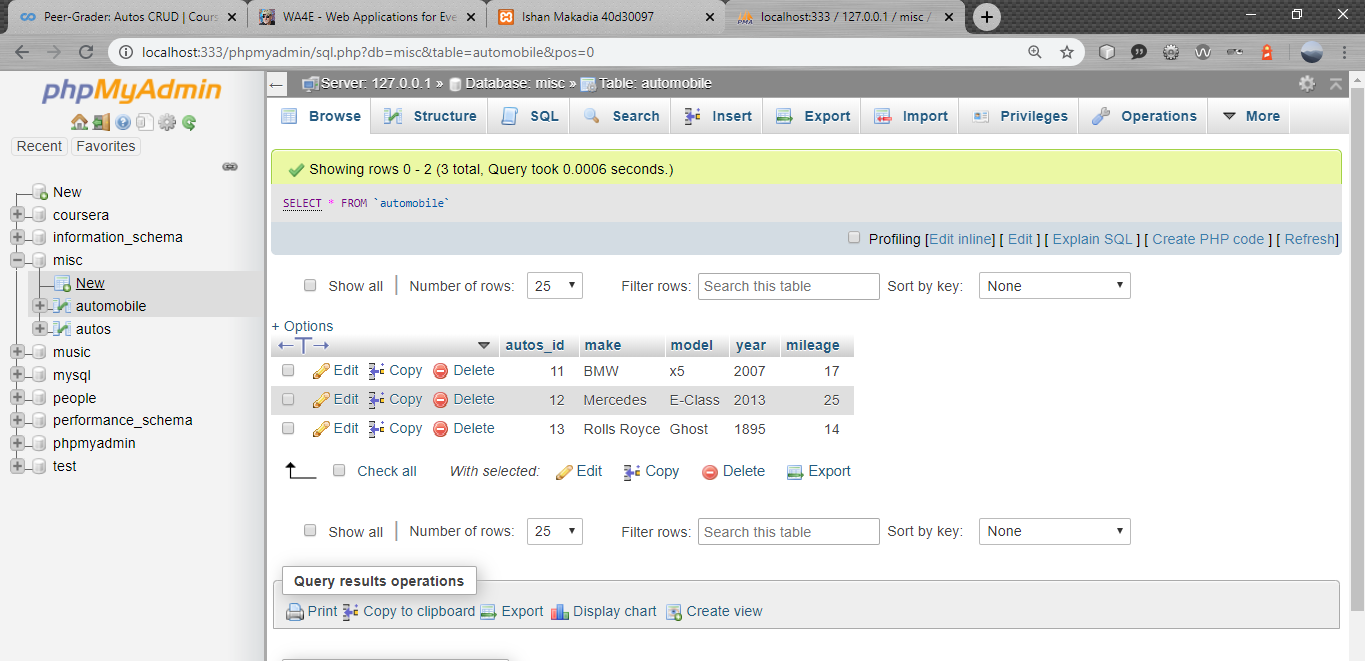 Peer-Grader: Autos CRUD | Cours
WA4E - Web Applications for Eve
Ishan Makadia 40d30097
localhost:333 / 127.0.0.1 / misc /
localhost:333/phpmyadmin/sql.php?db=misc&table=automobile&pos=0
phpMyAdmin
Recent Favorites
New
coursera
information_schema
misc
New
automobile
autos
music
mysql
people
performance_schema
phpmyadmin
test
Server: 127.0.0.1 » Database: misc » Table: automobile
Browse Structure SQL Search Insert Export Import Privileges Operations More
Showing rows 0 - 2 (3 total, Query took 0.0006 seconds.)
SELECT * FROM `automobile`
Profiling [Edit inline] [ Edit ] [ Explain SQL ] [ Create PHP code ] [ Refresh]
Show all | Number of rows: 25 Filter rows: Search this table Sort by key: None
+ Options
←T→ autos_id make model year mileage
Edit Copy Delete 11 BMW x5 2007 17
Edit Copy Delete 12 Mercedes E-Class 2013 25
Edit Copy Delete 13 Rolls Royce Ghost 1895 14
Check all With selected: Edit Copy Delete Export
Show all | Number of rows: 25 Filter rows: Search this table Sort by key: None
Query results operations
Print Copy to clipboard Export Display chart Create view